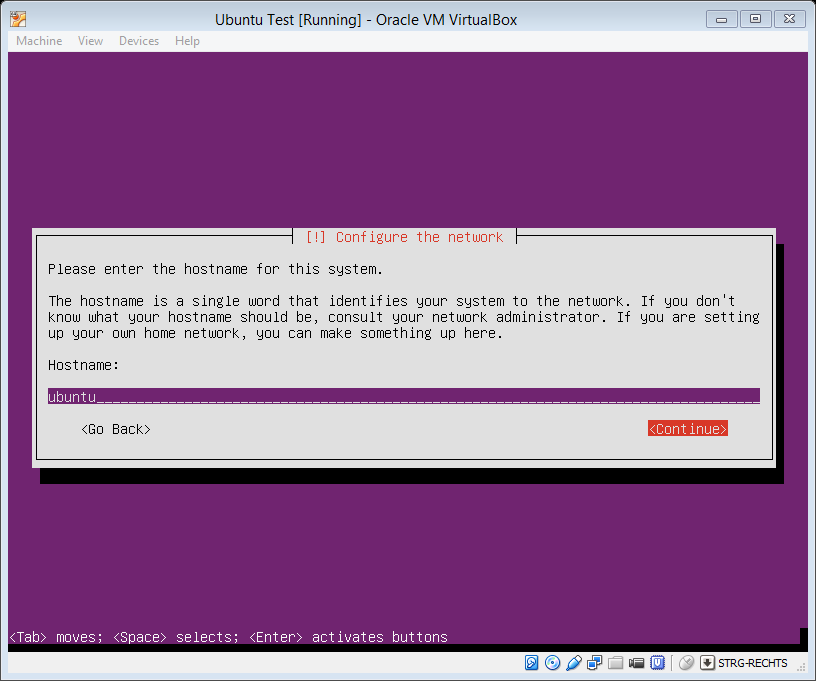 Ubuntu Test [Running] - Oracle VM VirtualBox
Machine View Devices Help
[!] Configure the network
Please enter the hostname for this system.
The hostname is a single word that identifies your system to the network. If you don't
know what your hostname should be, consult your network administrator. If you are setting
up your own home network, you can make something up here.
Hostname:
ubuntu
<Go Back> <Continue>
<Tab> moves; <Space> selects; <Enter> activates buttons
STRG-RECHTS